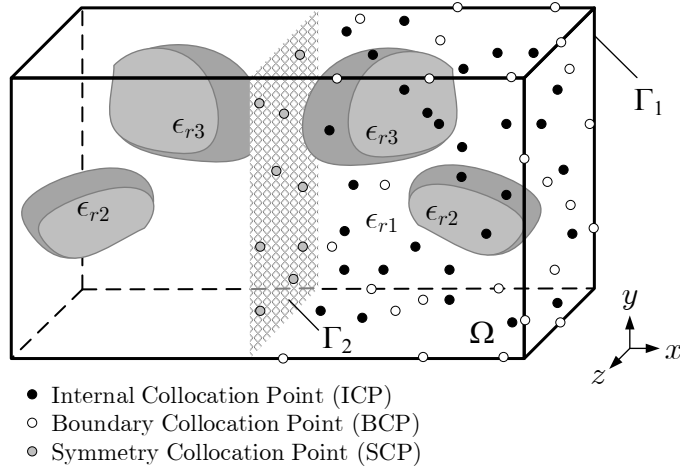 Γ₁
ϵᵣ₃ ϵᵣ₃
ϵᵣ₂ ϵᵣ₁ ϵᵣ₂
Γ₂ Ω
y
x
z
Internal Collocation Point (ICP)
Boundary Collocation Point (BCP)
Symmetry Collocation Point (SCP)